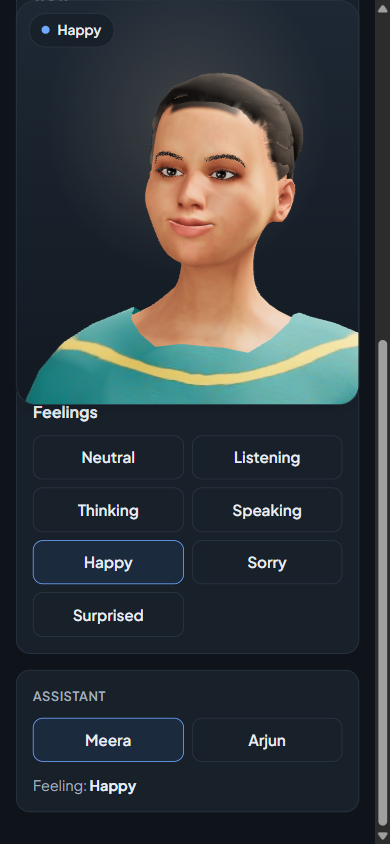 Happy
Feelings
Neutral
Listening
Thinking
Speaking
Happy
Sorry
Surprised
ASSISTANT
Meera
Arjun
Feeling: Happy